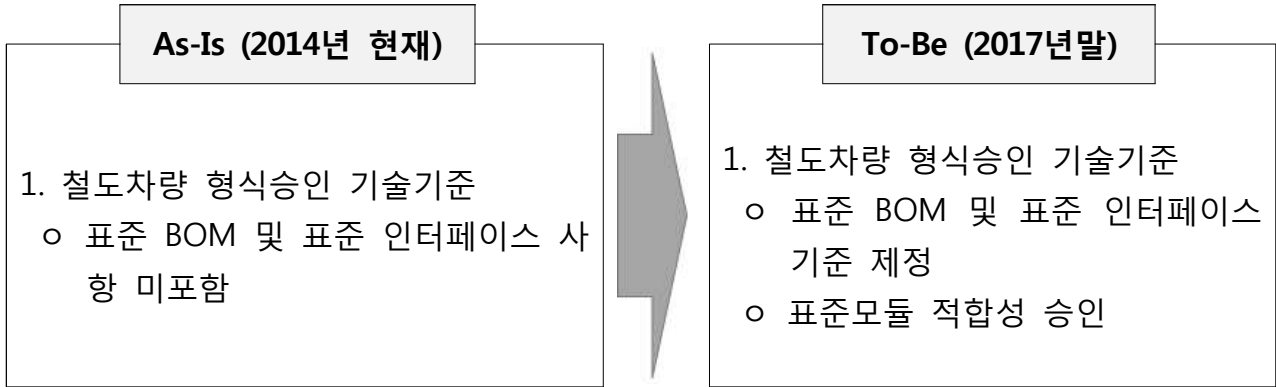 As-Is (2014년 현재)
1. 철도차량 형식승인 기술기준
ㅇ 표준 BOM 및 표준 인터페이스 사
항 미포함
To-Be (2017년말)
1. 철도차량 형식승인 기술기준
ㅇ 표준 BOM 및 표준 인터페이스
기준 제정
ㅇ 표준모듈 적합성 승인